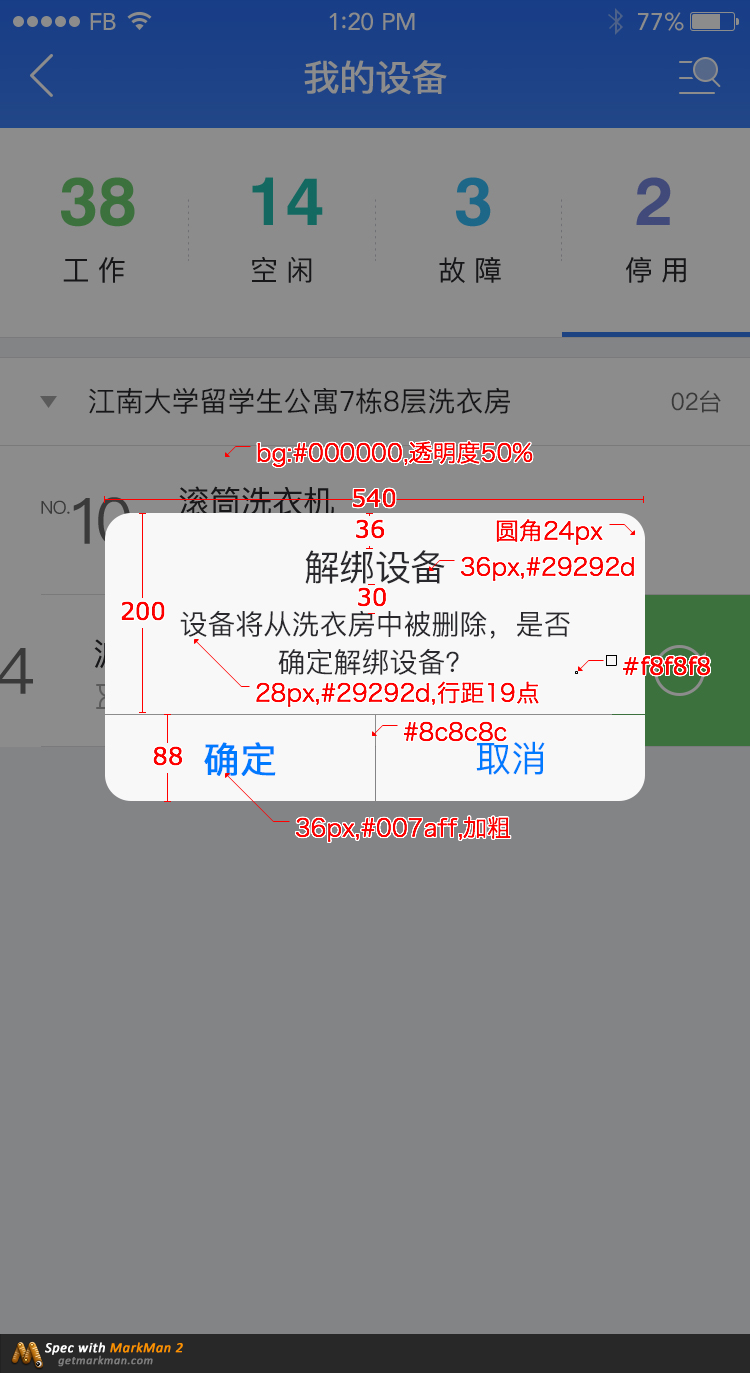 FB 1:20 PM 77%
我的设备
38 14 3 2
工作 空闲 故障 停用
江南大学留学生公寓7栋8层洗衣房 02台
bg:#000000,透明度50%
NO.10 滚筒洗衣机
540
36
圆角24px
解绑设备
36px,#29292d
30
200
设备将从洗衣房中被删除，是否
确定解绑设备？
4
#f8f8f8
28px,#29292d,行距19点
#8c8c8c
88
确定 取消
36px,#007aff,加粗
Spec with MarkMan 2
getmarkman.com